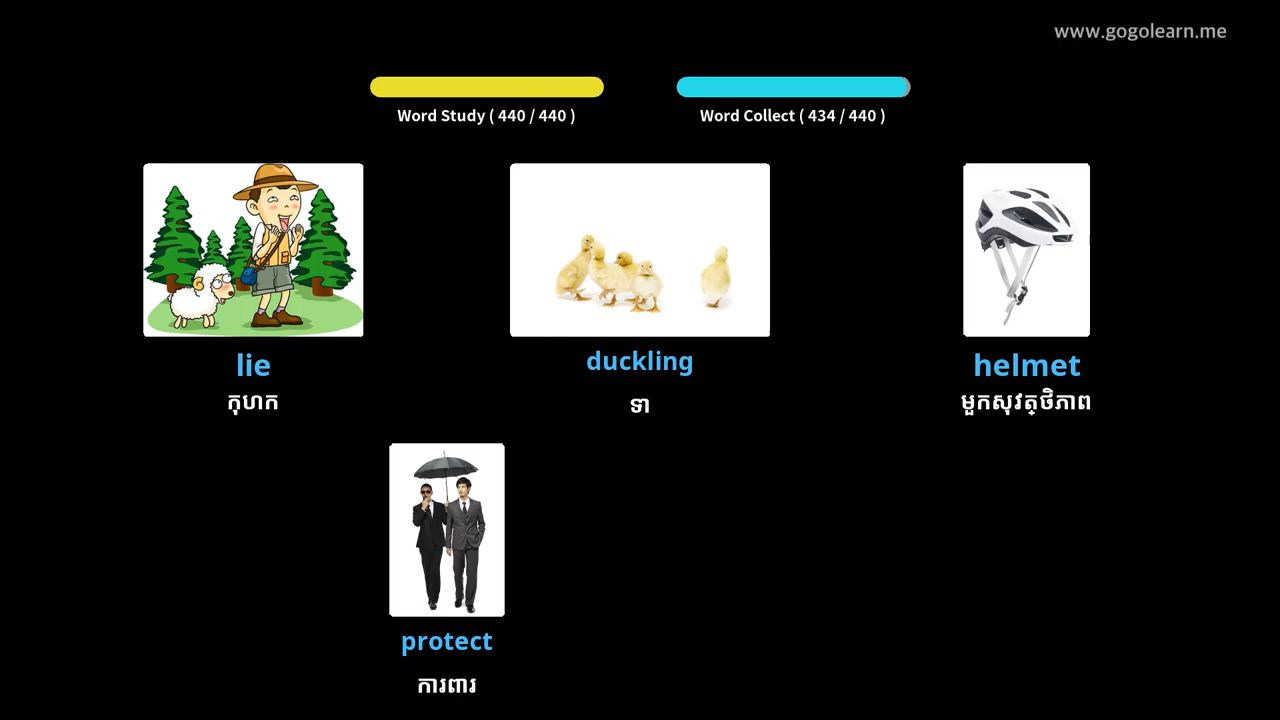 www.gogolearn.me
Word Study ( 440 / 440 )
Word Collect ( 434 / 440 )
lie
duckling
helmet
កុហក
ទា
មួកសុវត្ថិភាព
protect
ការពារ